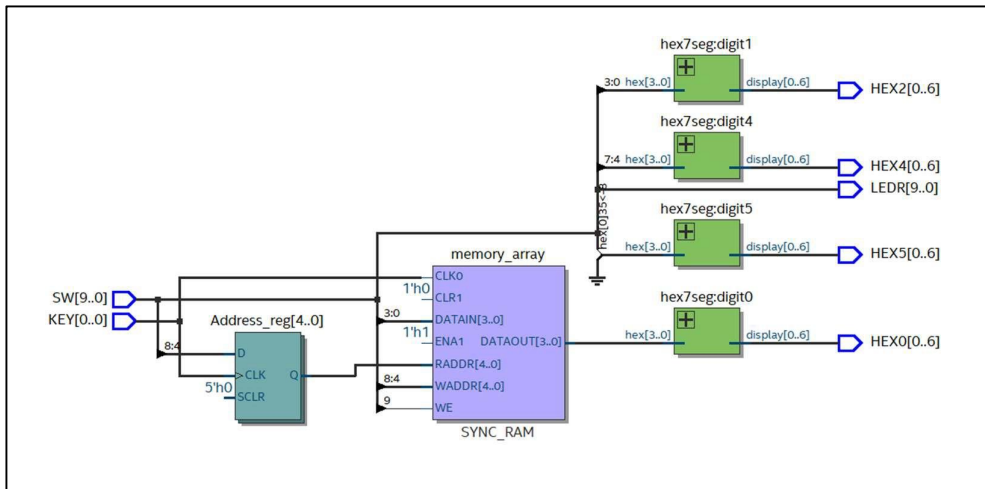 hex7seg:digit1
3:0 hex[3..0] display[0..6] HEX2[0..6]
hex7seg:digit4
7:4 hex[3..0] display[0..6] HEX4[0..6]
LEDR[9..0]
hex7seg:digit5
hex[3..0] display[0..6] HEX5[0..6]
hex7seg:digit0
hex[3..0] display[0..6] HEX0[0..6]
memory_array
CLK0
1'h0 CLR1
3:0 DATAIN[3..0]
1'h1 ENA1 DATAOUT[3..0]
RADDR[4..0]
8:4 WADDR[4..0]
9 WE
SYNC_RAM
SW[9..0]
KEY[0..0]
Address_reg[4..0]
8:4 D
CLK Q
5'h0 SCLR